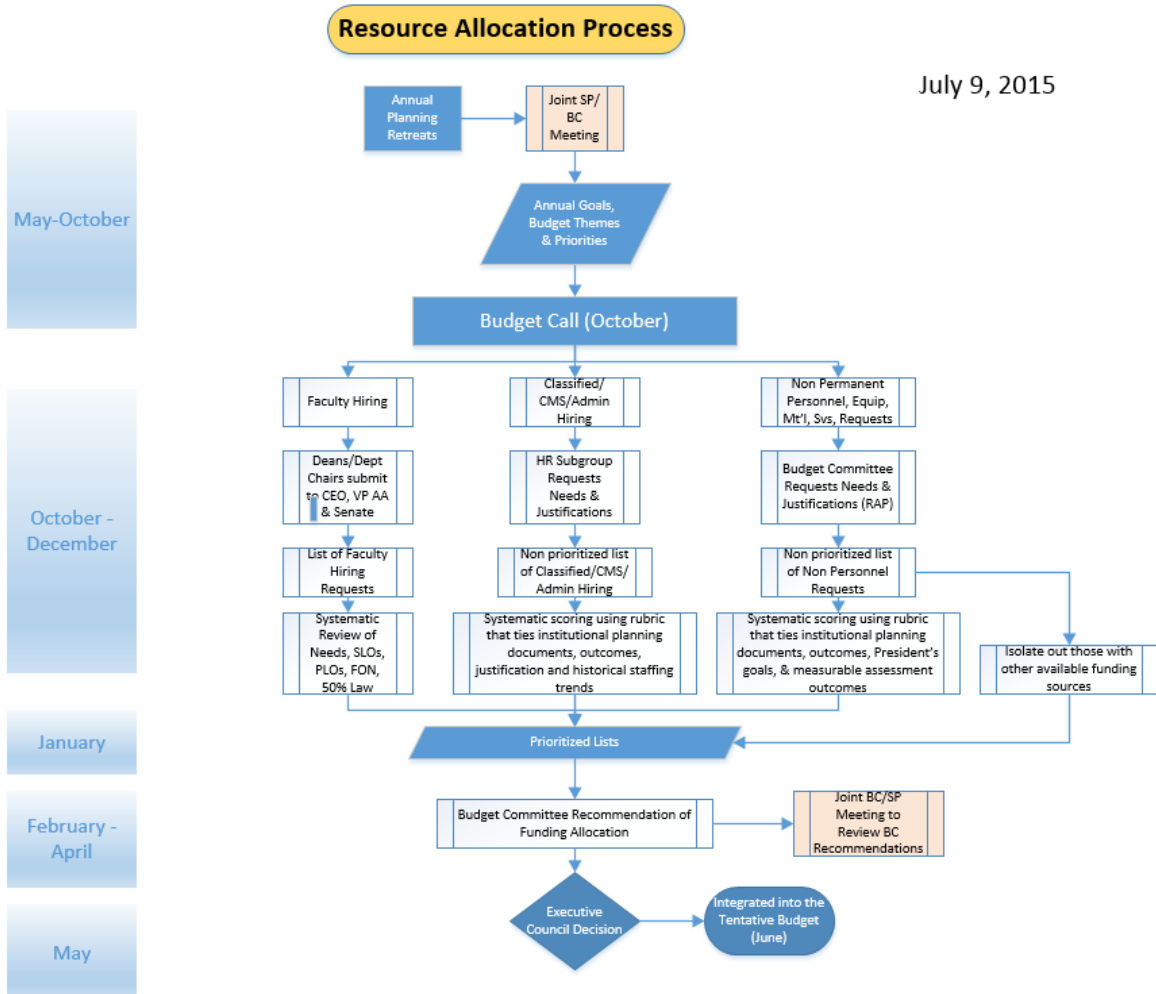 Resource Allocation Process
July 9, 2015
Annual
Planning
Retreats
Joint SP/
BC
Meeting
May-October
Annual Goals,
Budget Themes
& Priorities
Budget Call (October)
Faculty Hiring
Classified/
CMS/Admin
Hiring
Non Permanent
Personnel, Equip,
Mt'l, Svs, Requests
October -
December
Deans/Dept
Chairs submit
to CEO, VP AA
& Senate
HR Subgroup
Requests
Needs &
Justifications
Budget Committee
Requests Needs &
Justifications (RAP)
List of Faculty
Hiring
Requests
Non prioritized list
of Classified/CMS/
Admin Hiring
Non prioritized list
of Non Personnel
Requests
Systematic
Review of
Needs, SLOs,
PLOs, FON,
50% Law
Systematic scoring using rubric
that ties institutional planning
documents, outcomes,
justification and historical staffing
trends
Systematic scoring using rubric
that ties institutional planning
documents, outcomes, President's
goals, & measurable assessment
outcomes
Isolate out those with
other available funding
sources
January
Prioritized Lists
February -
April
Budget Committee Recommendation of
Funding Allocation
Joint BC/SP
Meeting to
Review BC
Recommendations
May
Executive
Council Decision
Integrated into the
Tentative Budget
(June)